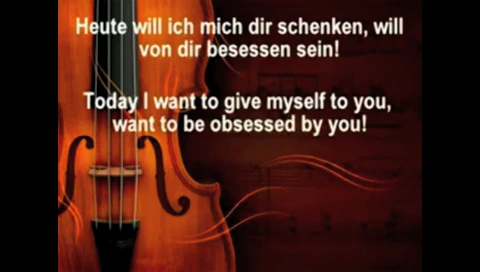 Heute will ich mich dir schenken, will
von dir besessen sein!
Today I want to give myself to you,
want to be obsessed by you!